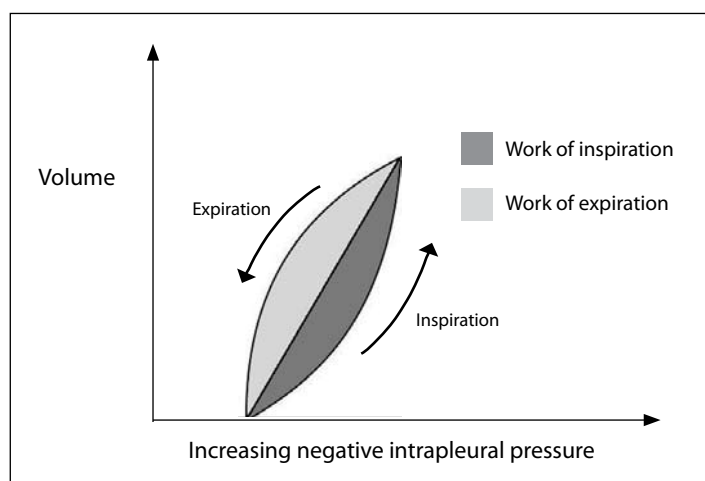 Volume
Expiration
Work of inspiration
Work of expiration
Inspiration
Increasing negative intrapleural pressure